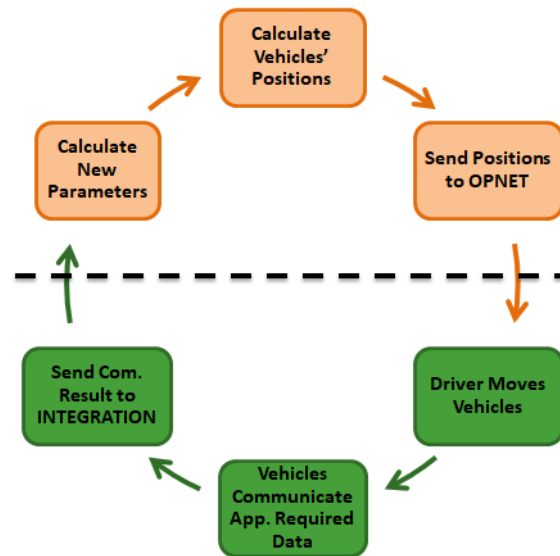 Calculate
Vehicles'
Positions
Calculate
New
Parameters
Send Positions
to OPNET
Send Com.
Result to
INTEGRATION
Driver Moves
Vehicles
Vehicles
Communicate
App. Required
Data